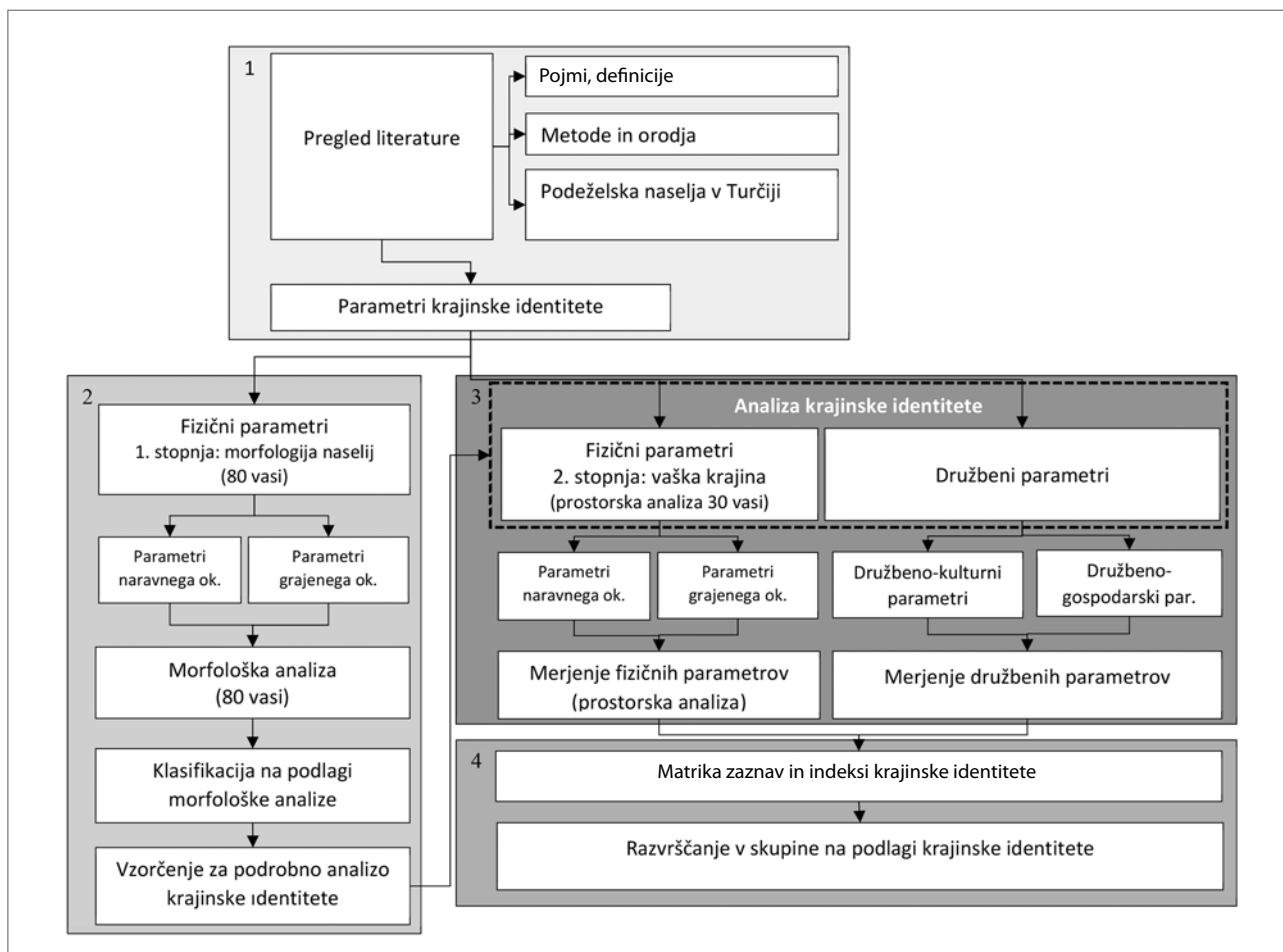 1
Pregled literature
Pojmi, definicije
Metode in orodja
Podeželska naselja v Turčiji
Parametri krajinske identitete
2
Fizični parametri
1. stopnja: morfologija naselij
(80 vasi)
Parametri
naravnega ok.
Parametri
grajenega ok.
Morfološka analiza
(80 vasi)
Klasifikacija na podlagi
morfološke analize
Vzorčenje za podrobno analizo
krajinske identitete
3
Analiza krajinske identitete
Fizični parametri
2. stopnja: vaška krajina
(prostorska analiza 30 vasi)
Družbeni parametri
Parametri
naravnega ok.
Parametri
grajenega ok.
Družbeno-kulturni
parametri
Družbeno-
gospodarski par.
Merjenje fizičnih parametrov
(prostorska analiza)
Merjenje družbenih parametrov
4
Matrika zaznav in indeksi krajinske identitete
Razvrščanje v skupine na podlagi krajinske identitete